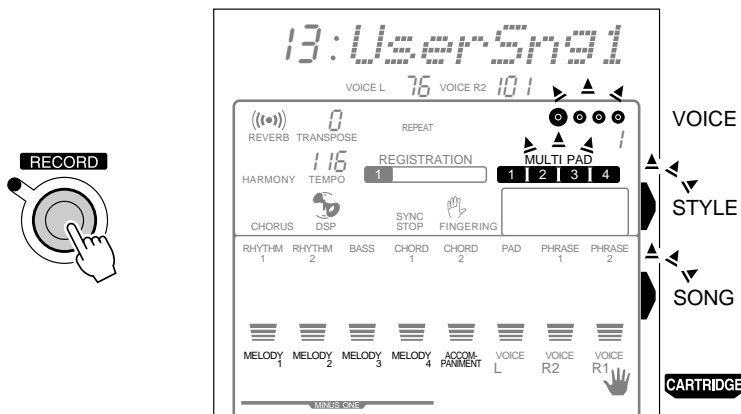 13:UserSng1
VOICE L 76 VOICE R2 101
VOICE
0
REVERB TRANSPOSE REPEAT 1
116 REGISTRATION MULTI PAD
HARMONY TEMPO 1 1 2 3 4
STYLE
CHORUS DSP SYNC STOP FINGERING
RECORD
RHYTHM 1 RHYTHM 2 BASS CHORD 1 CHORD 2 PAD PHRASE 1 PHRASE 2
SONG
MELODY 1 MELODY 2 MELODY 3 MELODY 4 ACCOM-PANIMENT VOICE L VOICE R2 VOICE R1
CARTRIDGE
MINUS ONE